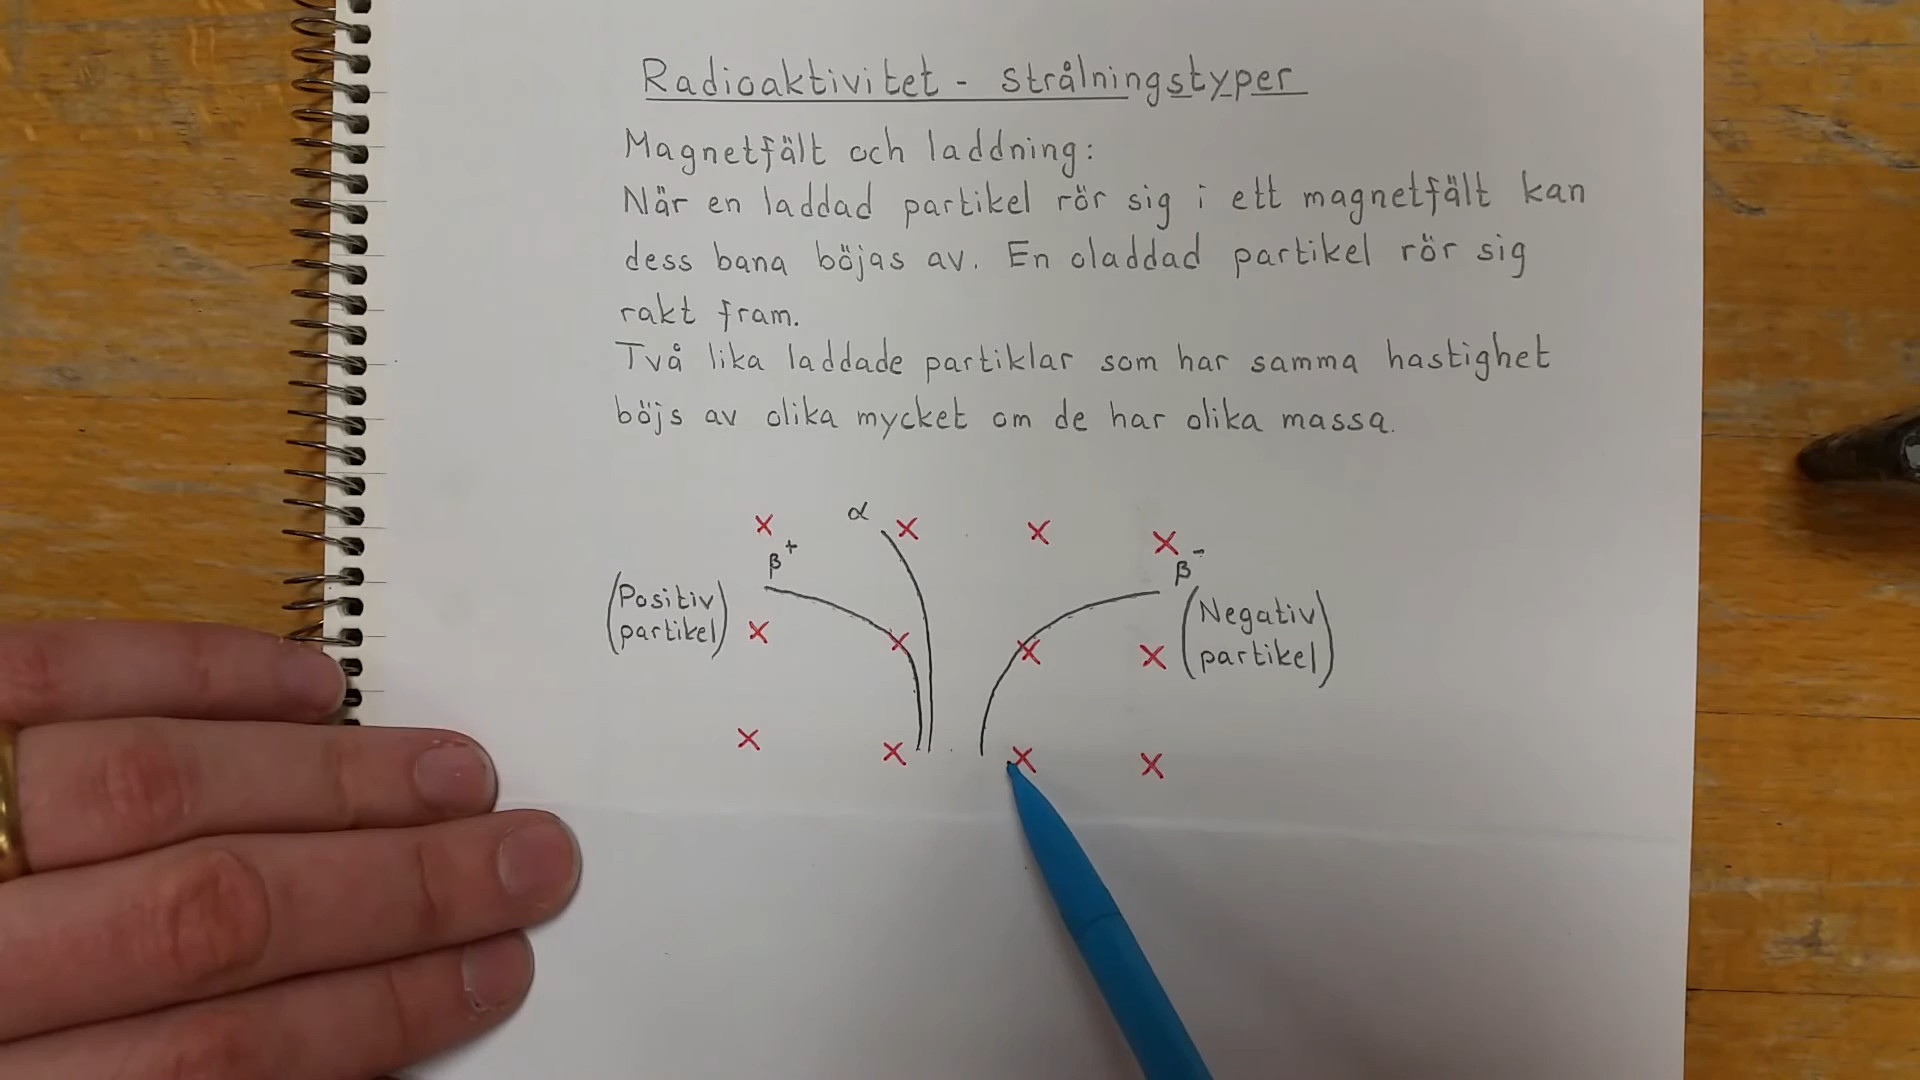 Radioaktivitet - strålningstyper
Magnetfält och laddning:
När en laddad partikel rör sig i ett magnetfält kan
dess bana böjas av. En oladdad partikel rör sig
rakt fram.
Två lika laddade partiklar som har samma hastighet
böjs av olika mycket om de har olika massa.
x α x x x
β⁺ β⁻
(Positiv partikel) x x x x (Negativ partikel)
x x x x